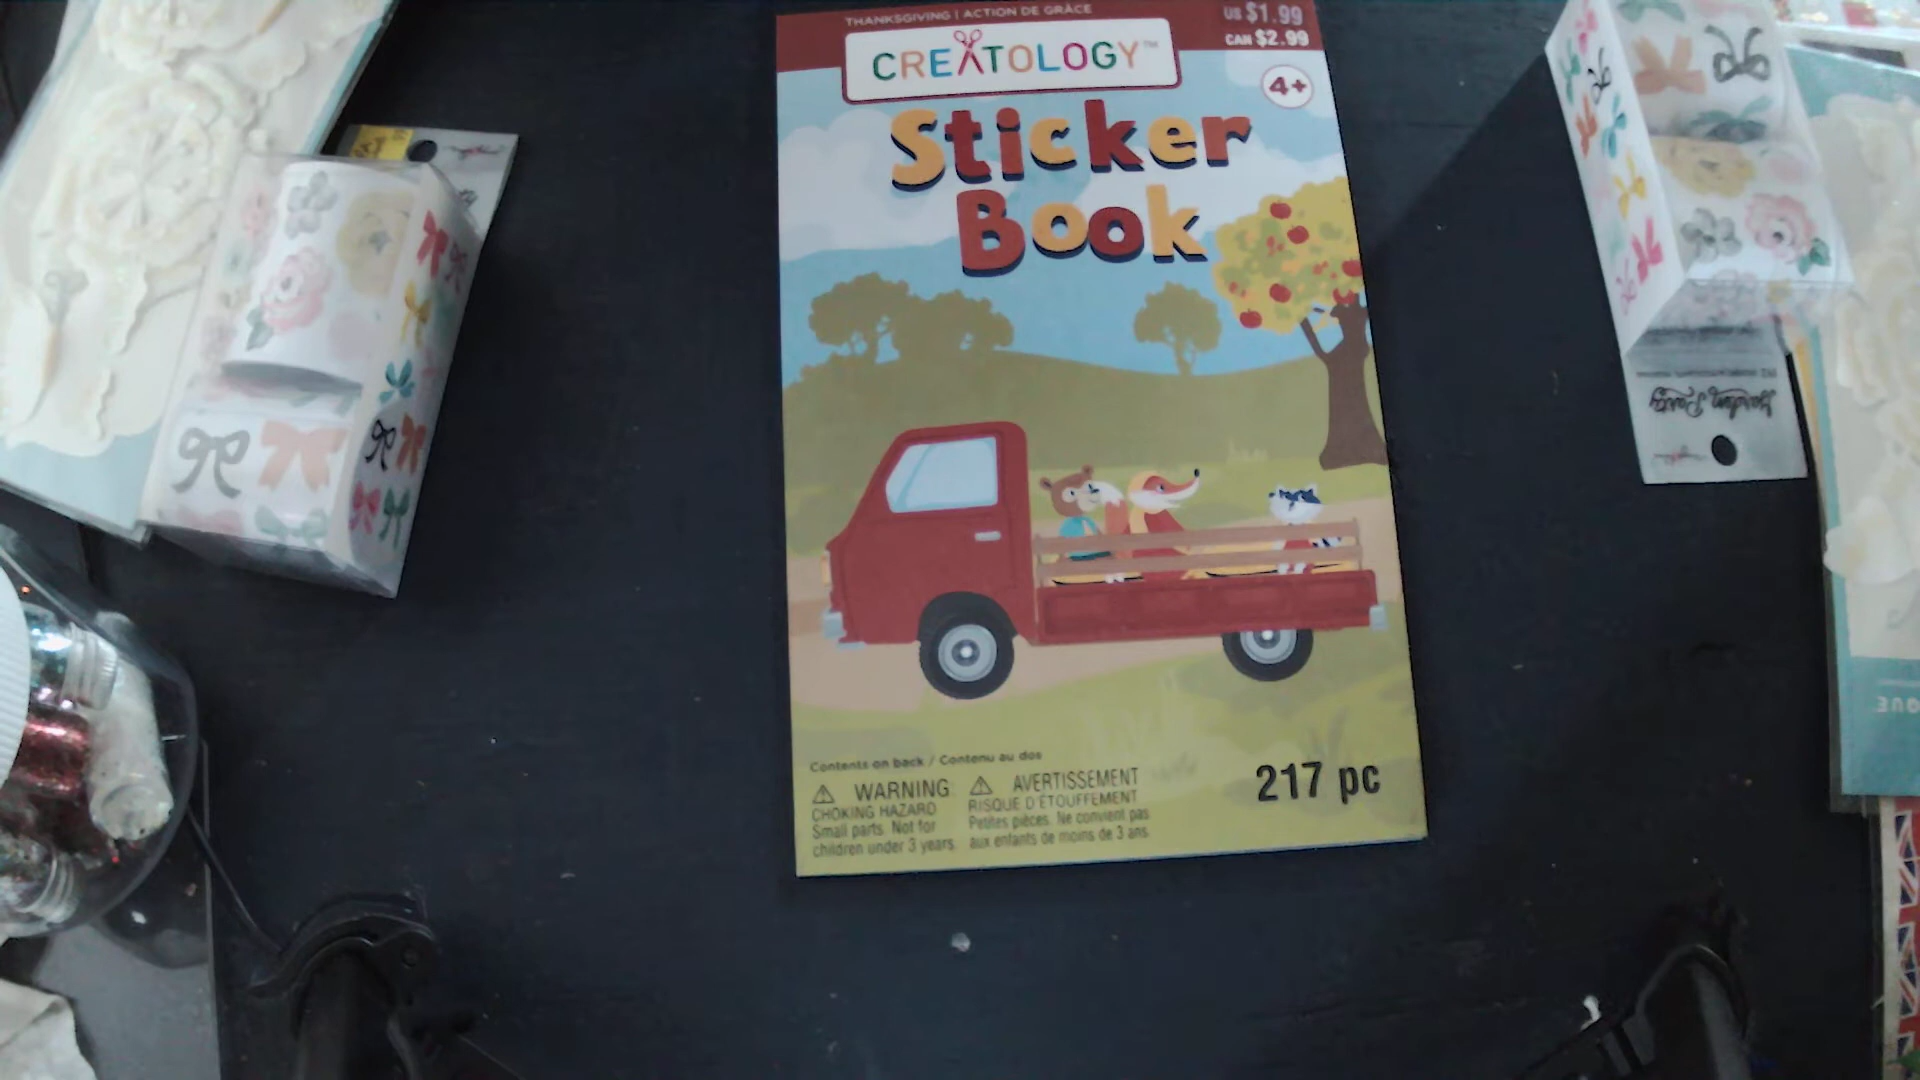 THANKSGIVING | ACTION DE GRÂCE
US $1.99
CAN $2.99
CREATOLOGY™
4+
Sticker
Book
Contents on back / Contenu au dos
⚠ WARNING:
CHOKING HAZARD
Small parts. Not for
children under 3 years.
⚠ AVERTISSEMENT
RISQUE D'ÉTOUFFEMENT
Petites pièces. Ne convient pas
aux enfants de moins de 3 ans.
217 pc
Garden Party